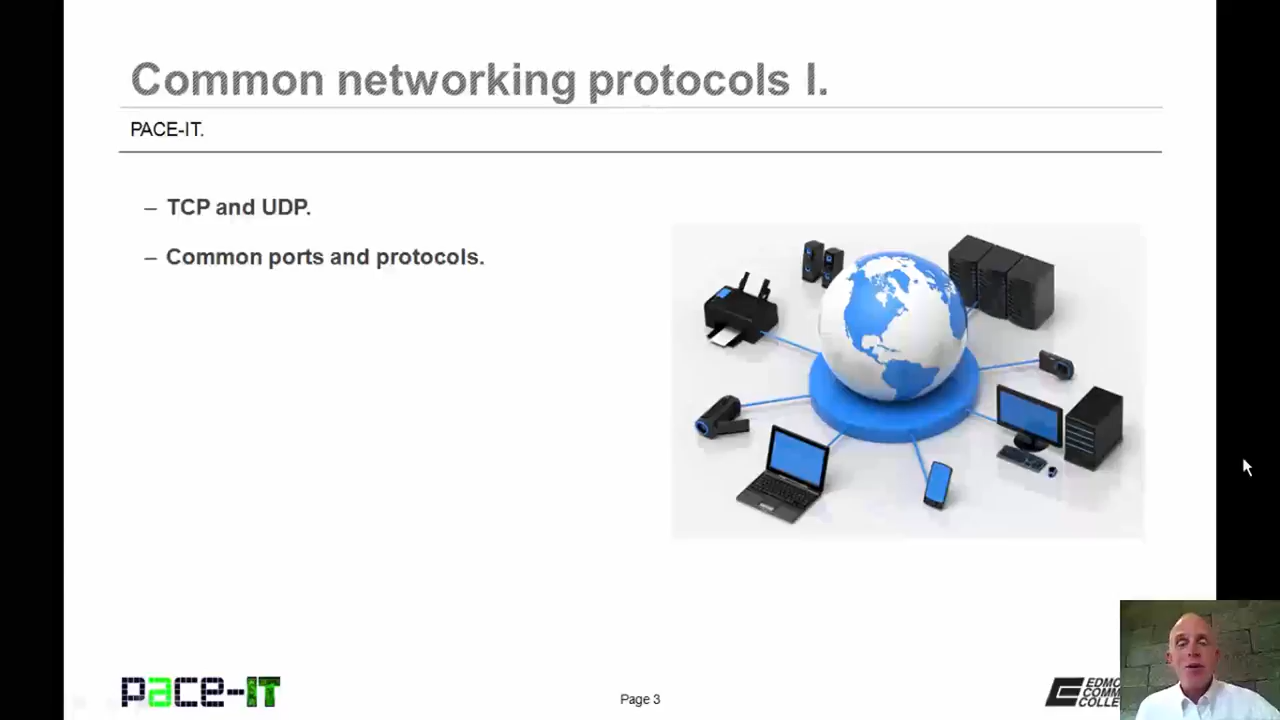 Common networking protocols I.
PACE-IT.
– TCP and UDP.
– Common ports and protocols.
pace-IT
Page 3